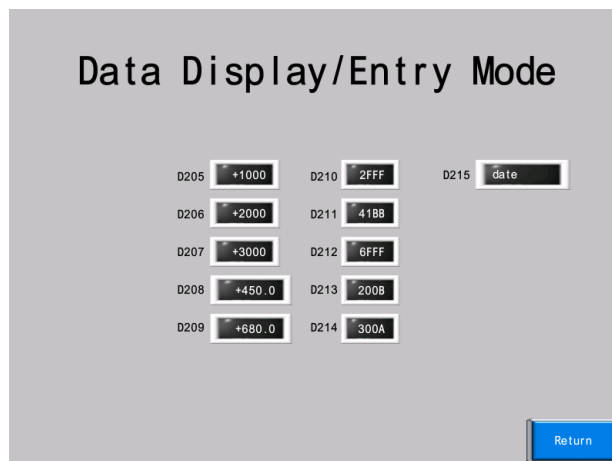 Data Display/Entry Mode
D205 +1000 D210 2FFF D215 date
D206 +2000 D211 41BB
D207 +3000 D212 6FFF
D208 +450.0 D213 200B
D209 +680.0 D214 300A
Return